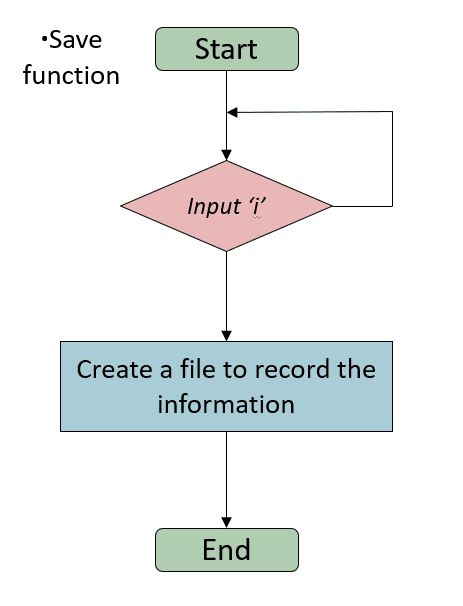 •Save
function
Start
Input ‘i’
Create a file to record the
information
End